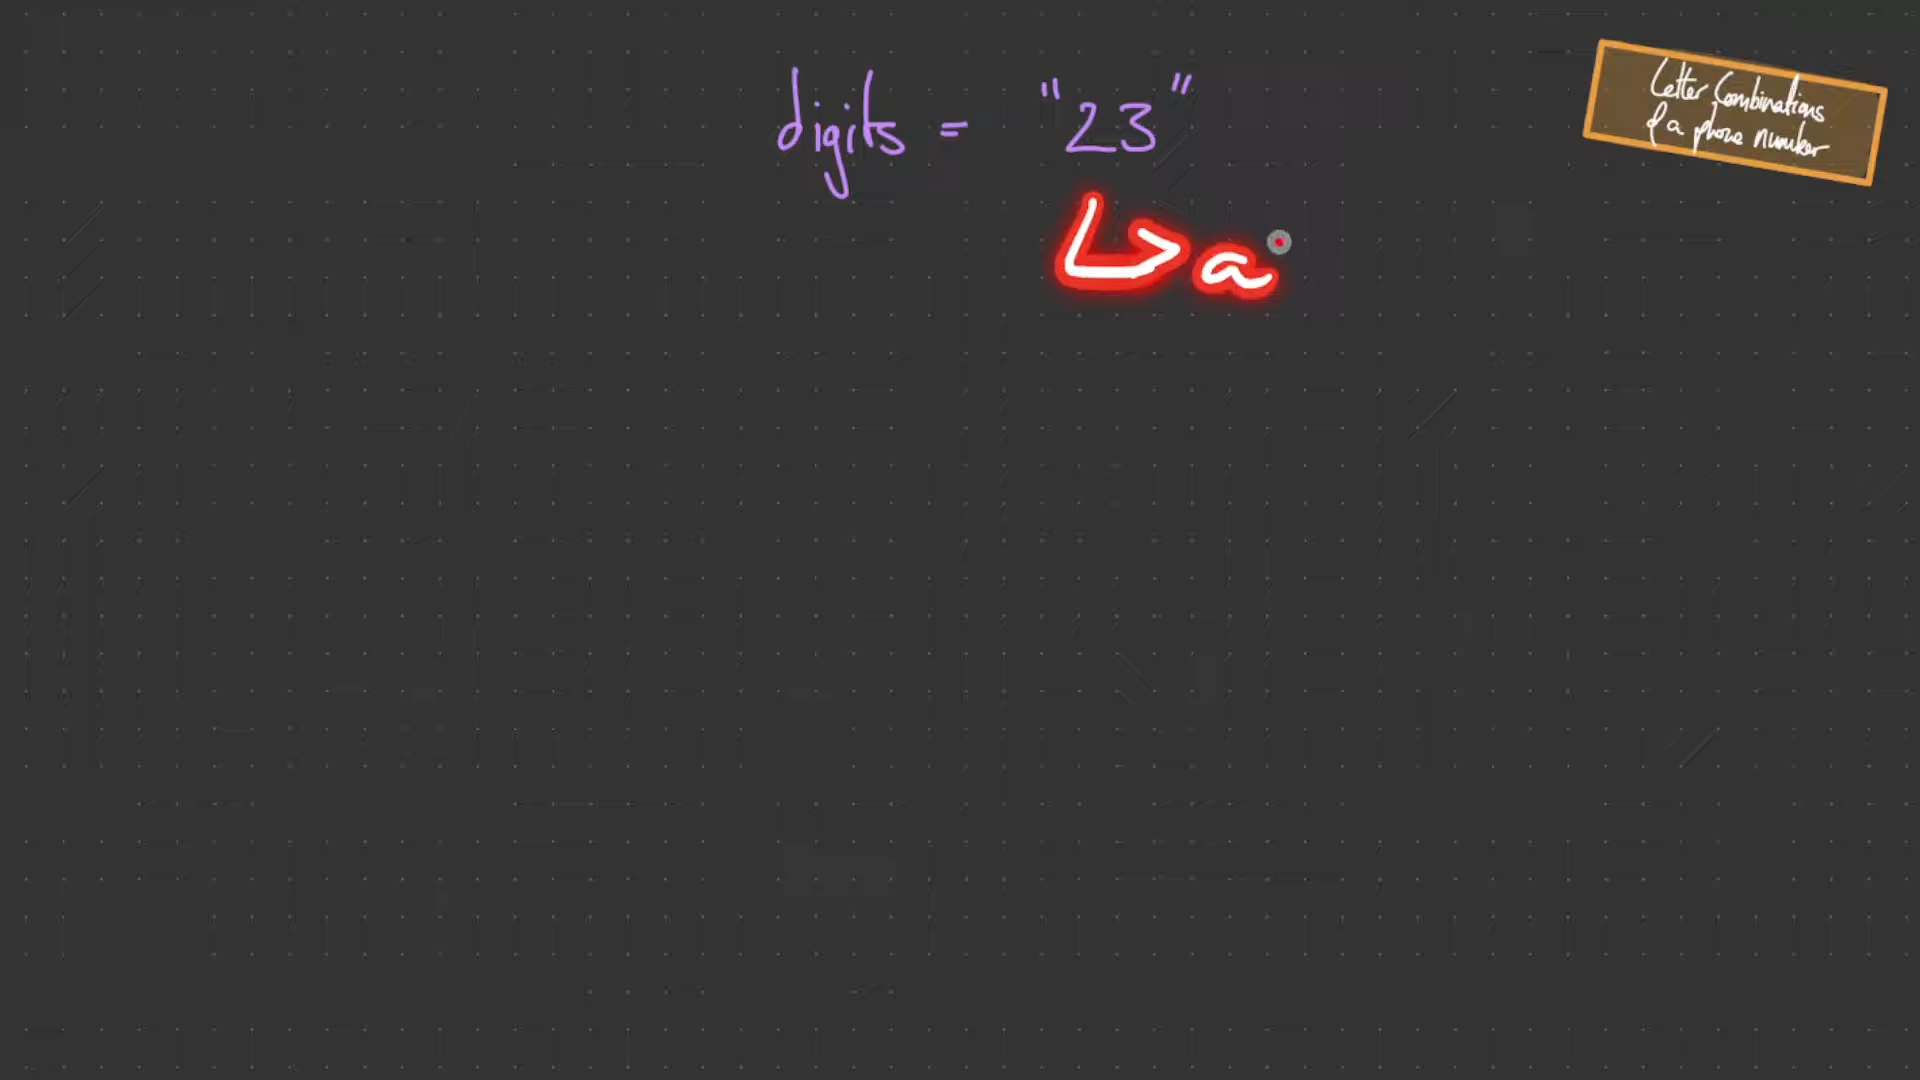 digits = "23"
a
Letter Combinations
of a phone number